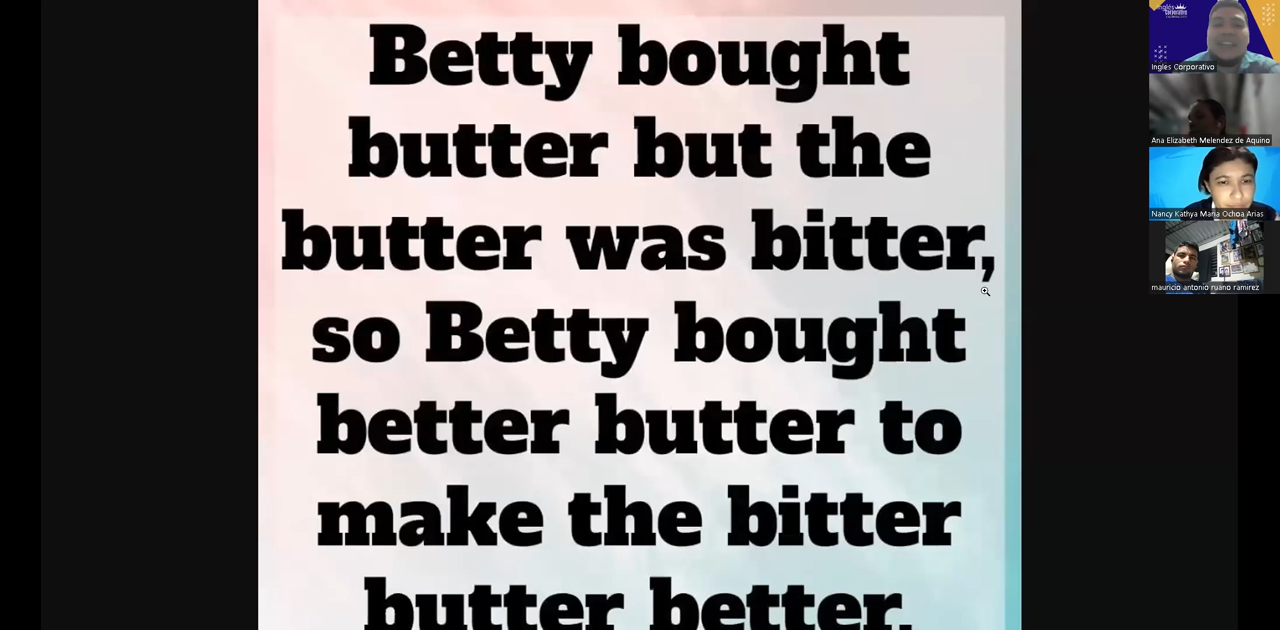 Betty bought
butter but the
butter was bitter,
so Betty bought
better butter to
make the bitter
butter better.
Inglés Corporativo
Ana Elizabeth Melendez de Aquino
Nancy Kathya Maria Ochoa Arias
mauricio antonio ruano ramirez